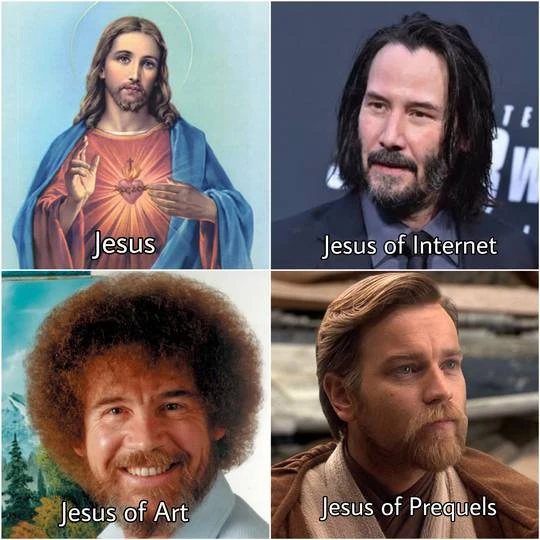 Jesus
Jesus of Internet
Jesus of Art
Jesus of Prequels